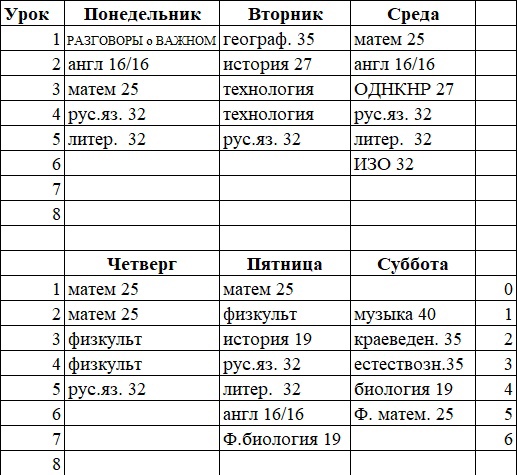 Урок Понедельник Вторник Среда
1 РАЗГОВОРЫ о ВАЖНОМ географ. 35 матем 25
2 англ 16/16 история 27 англ 16/16
3 матем 25 технология ОДНКНР 27
4 рус.яз. 32 технология рус.яз. 32
5 литер. 32 рус.яз. 32 литер. 32
6 ИЗО 32
7
8
Четверг Пятница Суббота
1 матем 25 матем 25 0
2 матем 25 физкульт музыка 40 1
3 физкульт история 19 краеведен. 35 2
4 физкульт рус.яз. 32 естествозн.35 3
5 рус.яз. 32 литер. 32 биология 19 4
6 англ 16/16 Ф. матем. 25 5
7 Ф.биология 19 6
8